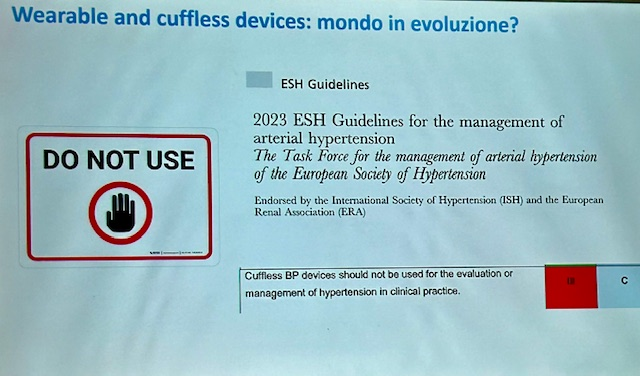 Wearable and cuffless devices: mondo in evoluzione?
ESH Guidelines
2023 ESH Guidelines for the management of
arterial hypertension
The Task Force for the management of arterial hypertension
of the European Society of Hypertension
Endorsed by the International Society of Hypertension (ISH) and the European
Renal Association (ERA)
DO NOT USE
Cuffless BP devices should not be used for the evaluation or
management of hypertension in clinical practice.
III
C